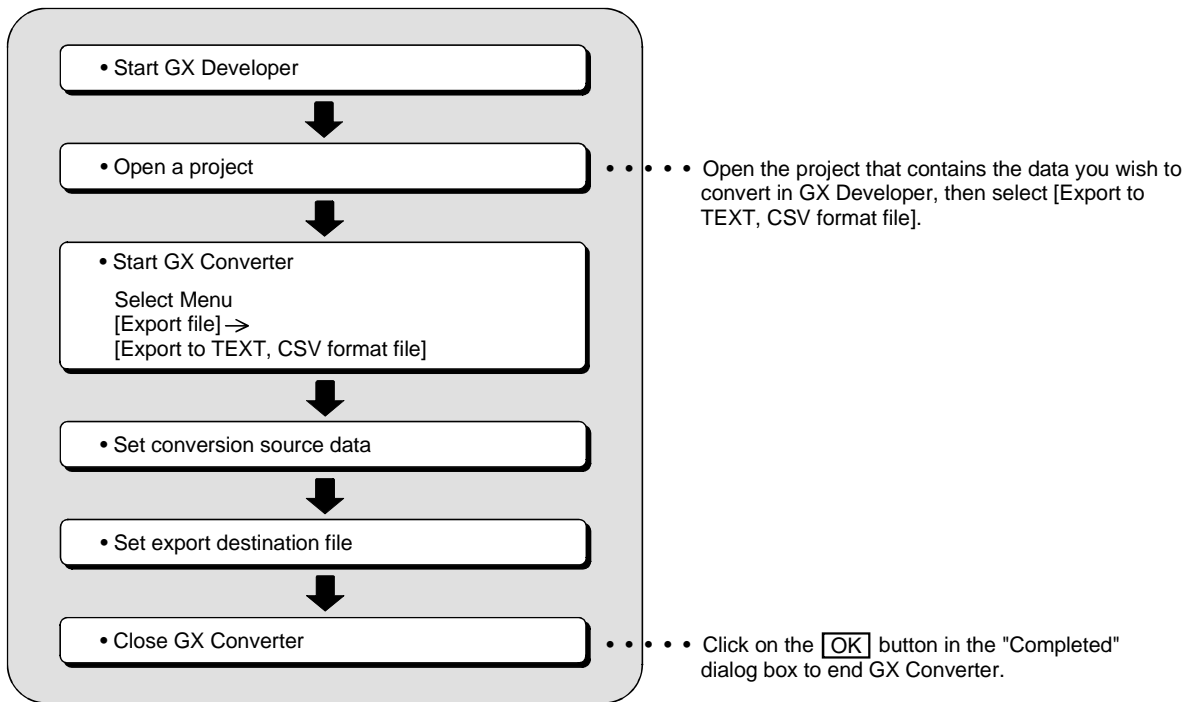 • Start GX Developer
• Open a project
• • • • • Open the project that contains the data you wish to
convert in GX Developer, then select [Export to
TEXT, CSV format file].
• Start GX Converter
Select Menu
[Export file] →
[Export to TEXT, CSV format file]
• Set conversion source data
• Set export destination file
• Close GX Converter
• • • • • Click on the OK button in the "Completed"
dialog box to end GX Converter.